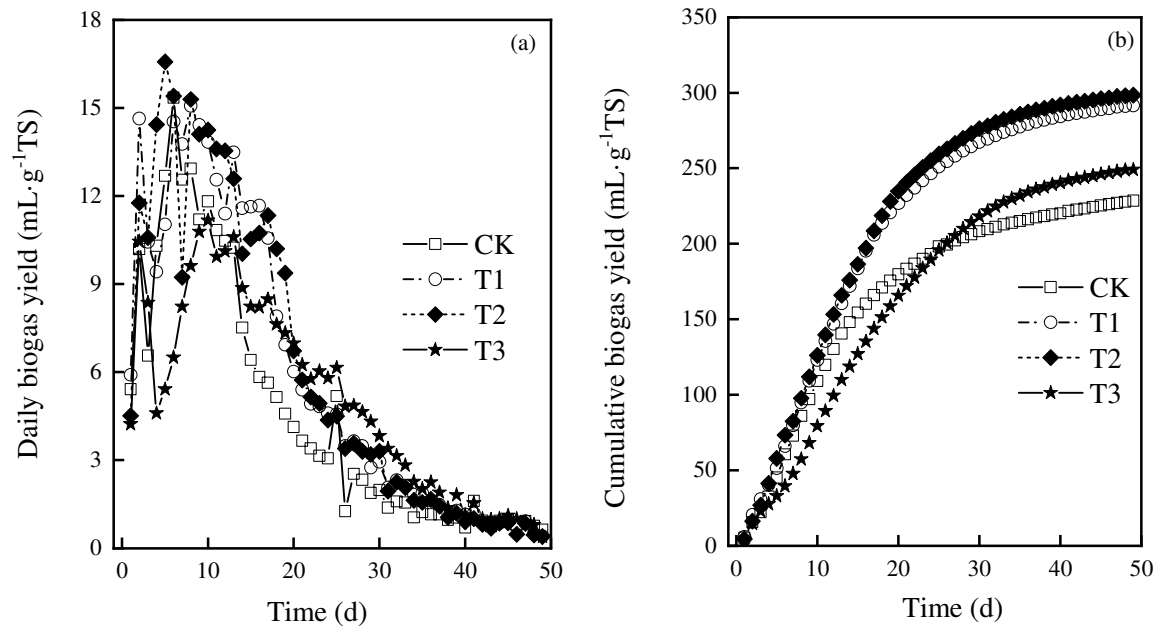 (a)
Daily biogas yield (mL·g⁻¹TS)
18
15
12
9
6
3
0
CK
T1
T2
T3
0 10 20 30 40 50
Time (d)
(b)
Cumulative biogas yield (mL·g⁻¹TS)
350
300
250
200
150
100
50
0
CK
T1
T2
T3
0 10 20 30 40 50
Time (d)